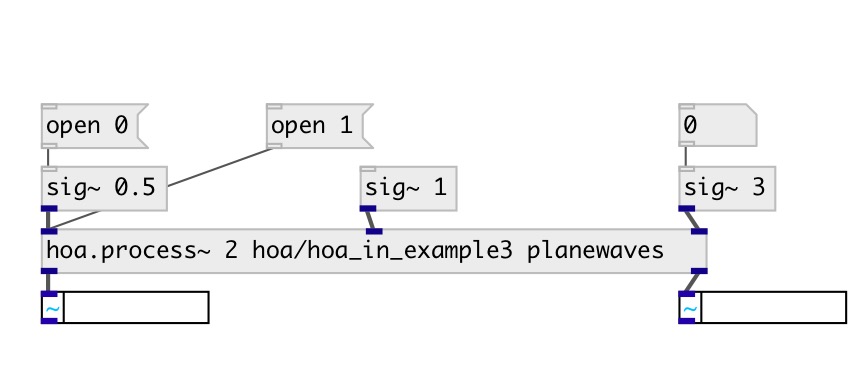 open 0
open 1
0
sig~ 0.5
sig~ 1
sig~ 3
hoa.process~ 2 hoa/hoa_in_example3 planewaves
~
~